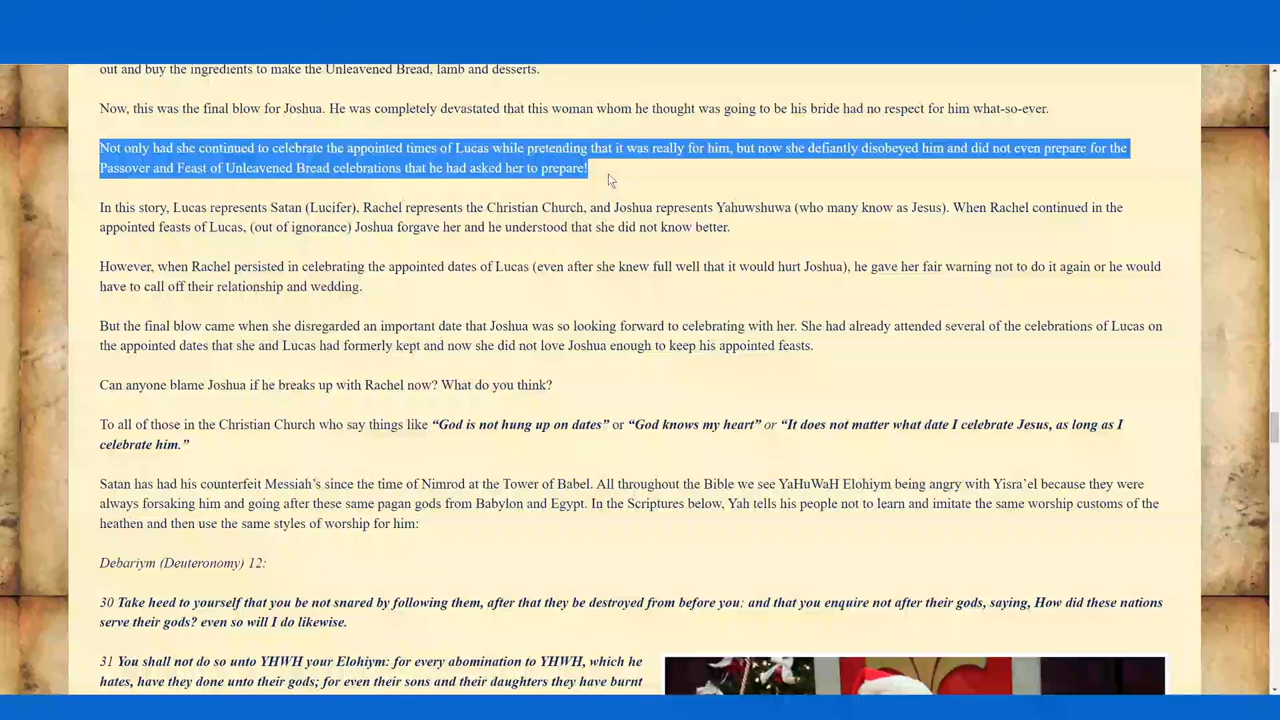 out and buy the ingredients to make the Unleavened Bread, lamb and desserts.
Now, this was the final blow for Joshua. He was completely devastated that this woman whom he thought was going to be his bride had no respect for him what-so-ever.
Not only had she continued to celebrate the appointed times of Lucas while pretending that it was really for him, but now she defiantly disobeyed him and did not even prepare for the
Passover and Feast of Unleavened Bread celebrations that he had asked her to prepare!
In this story, Lucas represents Satan (Lucifer), Rachel represents the Christian Church, and Joshua represents Yahuwshuwa (who many know as Jesus). When Rachel continued in the
appointed feasts of Lucas, (out of ignorance) Joshua forgave her and he understood that she did not know better.
However, when Rachel persisted in celebrating the appointed dates of Lucas (even after she knew full well that it would hurt Joshua), he gave her fair warning not to do it again or he would
have to call off their relationship and wedding.
But the final blow came when she disregarded an important date that Joshua was so looking forward to celebrating with her. She had already attended several of the celebrations of Lucas on
the appointed dates that she and Lucas had formerly kept and now she did not love Joshua enough to keep his appointed feasts.
Can anyone blame Joshua if he breaks up with Rachel now? What do you think?
To all of those in the Christian Church who say things like “God is not hung up on dates” or “God knows my heart” or “It does not matter what date I celebrate Jesus, as long as I
celebrate him.”
Satan has had his counterfeit Messiah’s since the time of Nimrod at the Tower of Babel. All throughout the Bible we see YaHuWaH Elohiym being angry with Yisra’el because they were
always forsaking him and going after these same pagan gods from Babylon and Egypt. In the Scriptures below, Yah tells his people not to learn and imitate the same worship customs of the
heathen and then use the same styles of worship for him:
Debariym (Deuteronomy) 12:
30 Take heed to yourself that you be not snared by following them, after that they be destroyed from before you: and that you enquire not after their gods, saying, How did these nations
serve their gods? even so will I do likewise.
31 You shall not do so unto YHWH your Elohiym: for every abomination to YHWH, which he
hates, have they done unto their gods; for even their sons and their daughters they have burnt